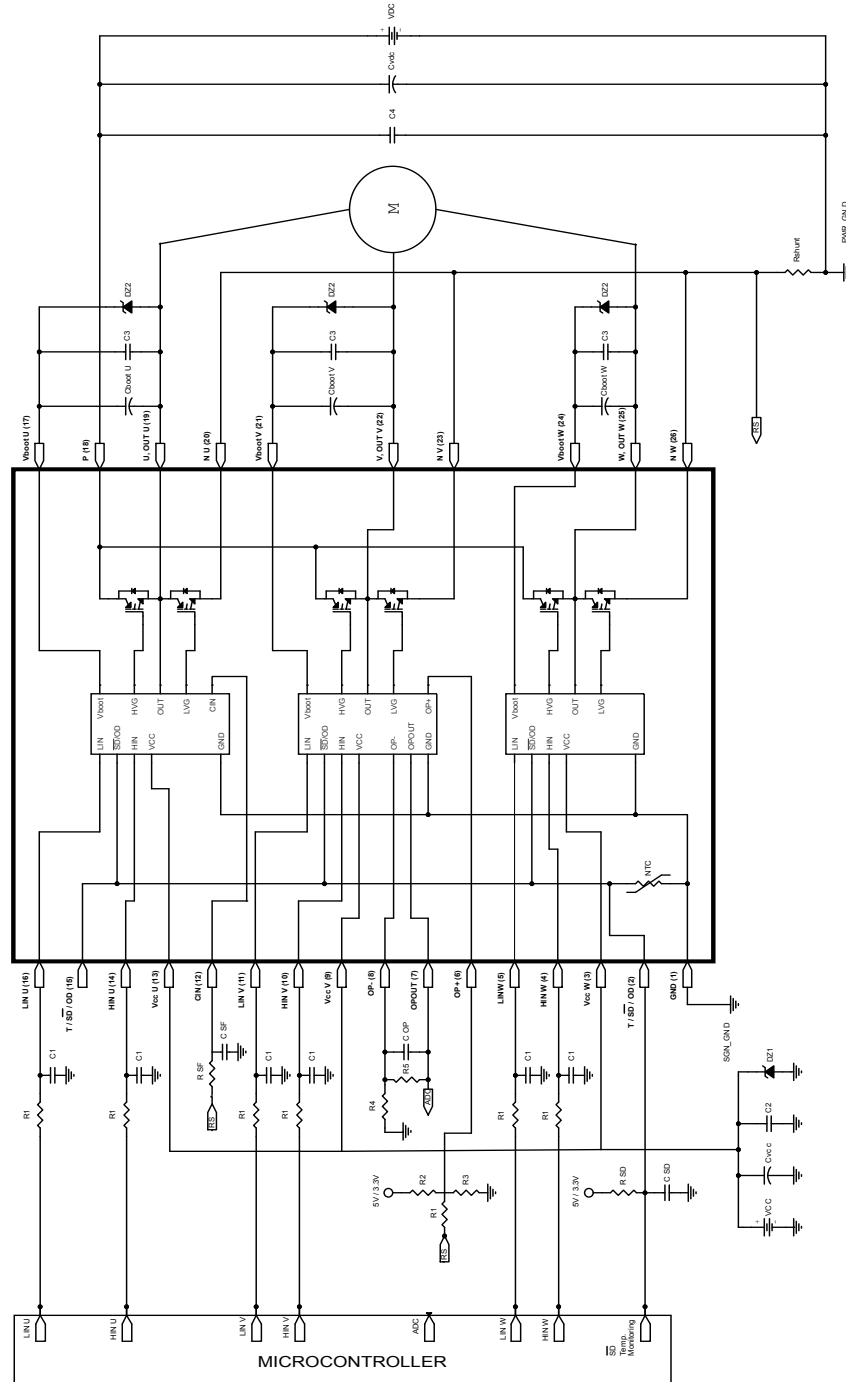 VDC
+
-
Cvdc
C4
M
PWR_GND
Rshunt
RS
DZ2
C3
Cboot U
DZ2
C3
Cboot V
DZ2
C3
Cboot W
Vboot U (17)
P (18)
U, OUT U (19)
N U (20)
Vboot V (21)
V, OUT V (22)
N V (23)
Vboot W (24)
W, OUT W (25)
N W (26)
Vboot
HVG
OUT
LVG
CIN
LIN
SD/OD
HIN
VCC
GND
Vboot
HVG
OUT
LVG
OP+
LIN
SD/OD
HIN
VCC
OP-
OPOUT
GND
Vboot
HVG
OUT
LVG
LIN
SD/OD
HIN
VCC
GND
NTC
LIN U (16)
T / SD / OD (15)
HIN U (14)
Vcc U (13)
CIN (12)
LIN V (11)
HIN V (10)
Vcc V (9)
OP- (8)
OPOUT (7)
OP+ (6)
LIN W (5)
HIN W (4)
Vcc W (3)
T / SD / OD (2)
GND (1)
SGN_GND
C1
R1
C1
R1
C SF
R SF
RS
C1
R1
C1
R1
C OP
R5
R4
ADC
5V / 3.3V
R2
R3
R1
RS
C1
R1
C1
R1
5V / 3.3V
R SD
C SD
DZ1
C2
Cvcc
VCC
+
-
LIN U
HIN U
LIN V
HIN V
ADC
LIN W
HIN W
SD
Temp.
Monitoring
MICROCONTROLLER